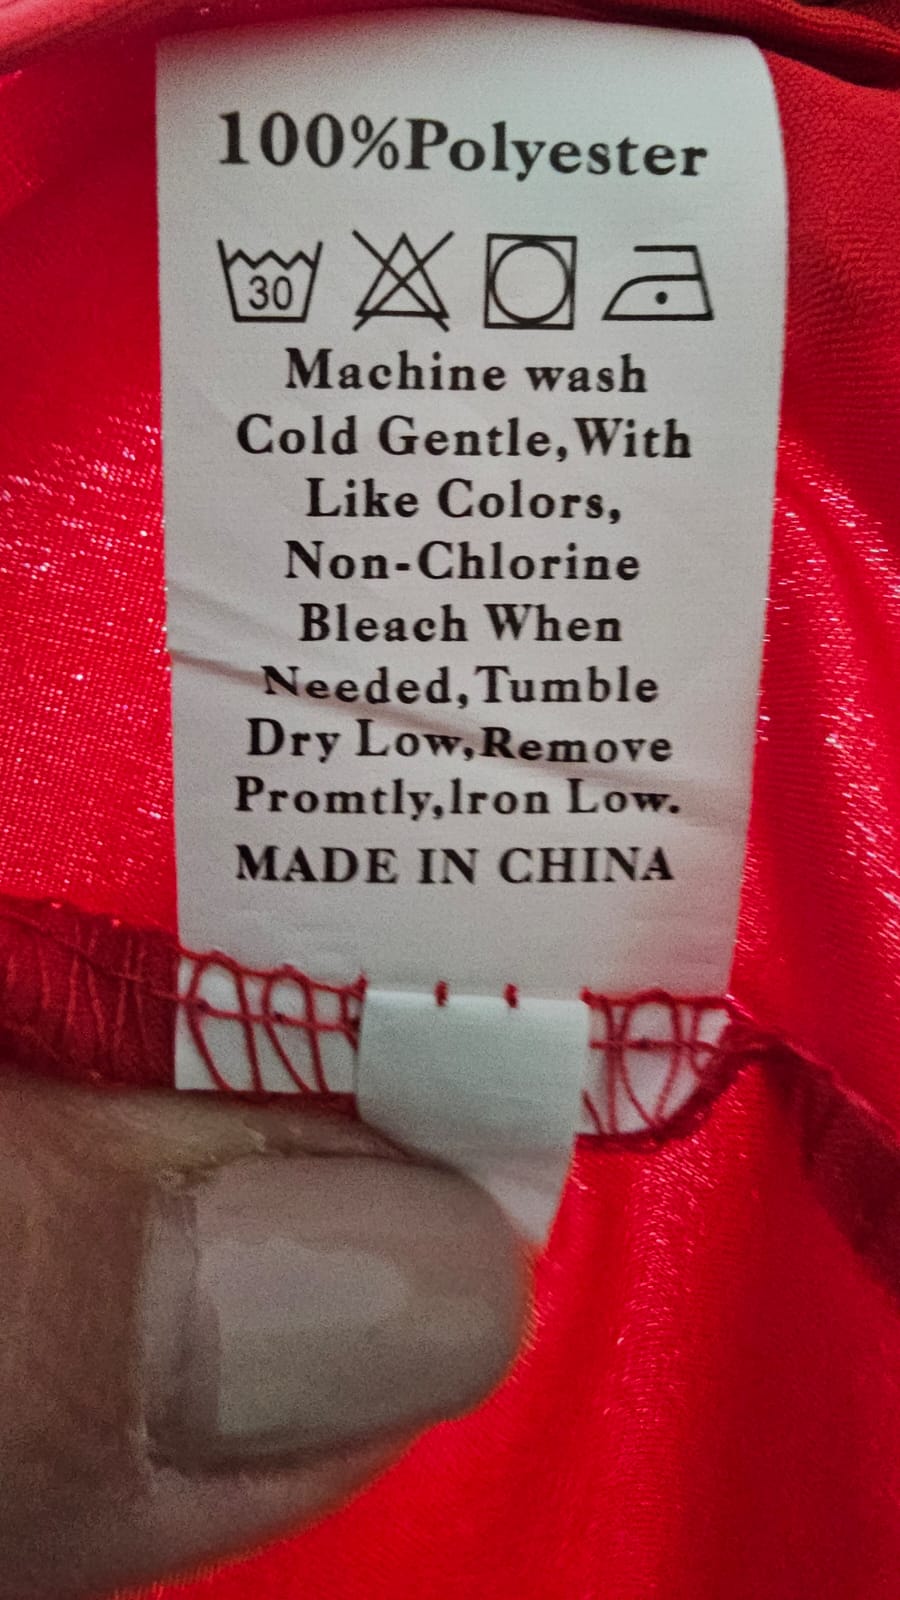 100%Polyester
30
Machine wash
Cold Gentle,With
Like Colors,
Non-Chlorine
Bleach When
Needed,Tumble
Dry Low,Remove
Promtly,lron Low.
MADE IN CHINA